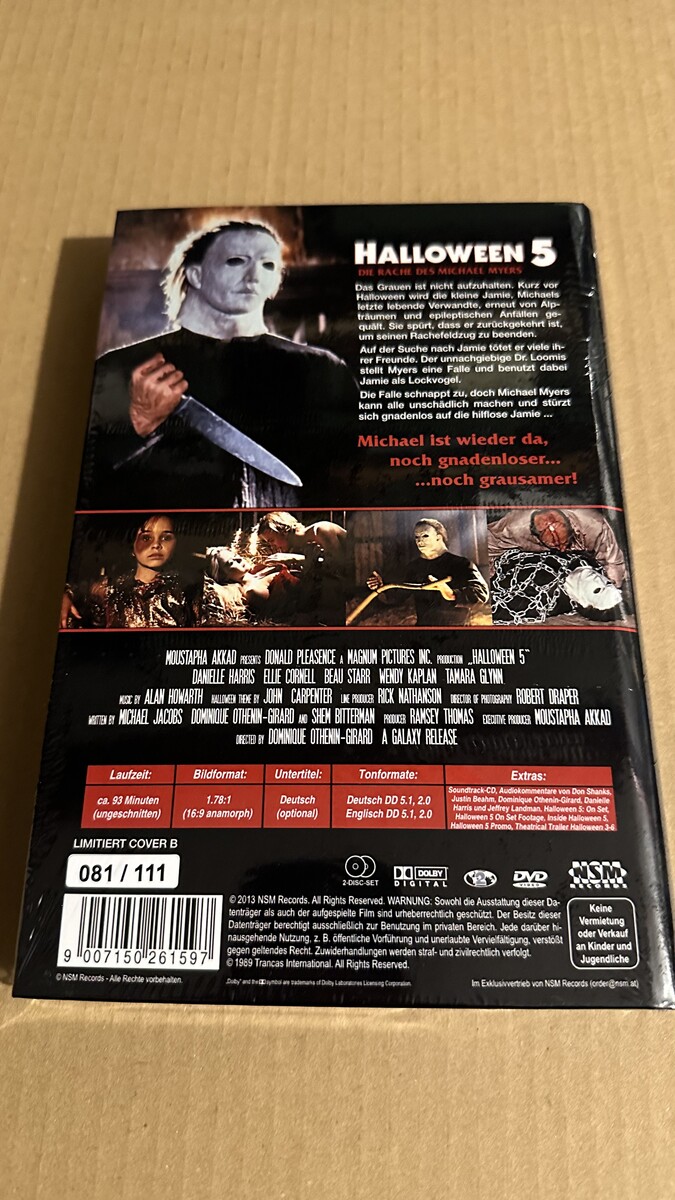 HALLOWEEN 5
DIE RACHE DES MICHAEL MYERS
Das Grauen ist nicht aufzuhalten. Kurz vor
Halloween wird die kleine Jamie, Michaels
letzte lebende Verwandte, erneut von Alp-
träumen und epileptischen Anfällen ge-
quält. Sie spürt, dass er zurückgekehrt ist,
um seinen Rachefeldzug zu beenden.
Auf der Suche nach Jamie tötet er viele ih-
rer Freunde. Der unnachgiebige Dr. Loomis
stellt Myers eine Falle und benutzt dabei
Jamie als Lockvogel.
Die Falle schnappt zu, doch Michael Myers
kann alle unschädlich machen und stürzt
sich gnadenlos auf die hilflose Jamie ...
Michael ist wieder da,
noch gnadenloser...
...noch grausamer!
MOUSTAPHA AKKAD PRESENTS DONALD PLEASENCE A MAGNUM PICTURES INC. PRODUCTION „HALLOWEEN 5"
DANIELLE HARRIS ELLIE CORNELL BEAU STARR WENDY KAPLAN TAMARA GLYNN
MUSIC BY ALAN HOWARTH HALLOWEEN THEME BY JOHN CARPENTER LINE PRODUCER RICK NATHANSON DIRECTOR OF PHOTOGRAPHY ROBERT DRAPER
WRITTEN BY MICHAEL JACOBS DOMINIQUE OTHENIN-GIRARD AND SHEM BITTERMAN PRODUCER RAMSEY THOMAS EXECUTIVE PRODUCER MOUSTAPHA AKKAD
DIRECTED BY DOMINIQUE OTHENIN-GIRARD A GALAXY RELEASE
Laufzeit: Bildformat: Untertitel: Tonformate: Extras:
ca. 93 Minuten
(ungeschnitten)
1.78:1
(16:9 anamorph)
Deutsch
(optional)
Deutsch DD 5.1, 2.0
Englisch DD 5.1, 2.0
Soundtrack-CD, Audiokommentare von Don Shanks,
Justin Beahm, Dominique Othenin-Girard, Danielle
Harris und Jeffrey Landman. Halloween 5: On Set,
Halloween 5 On Set Footage, Inside Halloween 5,
Halloween 5 Promo, Theatrical Trailer Halloween 3-6
LIMITIERT COVER B
081 / 111
2-DISC-SET
DOLBY
DIGITAL
2
DVD
VIDEO
NSM
RECORDS
9 007150 261597
© NSM Records - Alle Rechte vorbehalten.
© 2013 NSM Records. All Rights Reserved. WARNUNG: Sowohl die Ausstattung dieser Da-
tenträger als auch der aufgespielte Film sind urheberrechtlich geschützt. Der Besitz dieser
Datenträger berechtigt ausschließlich zur Benutzung im privaten Bereich. Jede darüber hi-
nausgehende Nutzung, z. B. öffentliche Vorführung und unerlaubte Vervielfältigung, verstößt
gegen geltendes Recht. Zuwiderhandlungen werden straf- und zivilrechtlich verfolgt.
© 1989 Trancas International. All Rights Reserved.
„Dolby" and the DD symbol are trademarks of Dolby Laboratories Licensing Corporation.
Keine
Vermietung
oder Verkauf
an Kinder und
Jugendliche
Im Exklusivvertrieb von NSM Records (order@nsm.at)